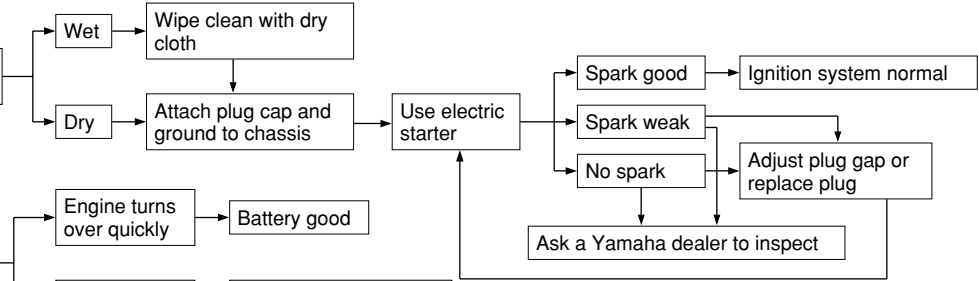 Wet
Wipe clean with dry
cloth
Dry
Attach plug cap and
ground to chassis
Use electric
starter
Spark good
Ignition system normal
Spark weak
No spark
Adjust plug gap or
replace plug
Ask a Yamaha dealer to inspect
Engine turns
over quickly
Battery good